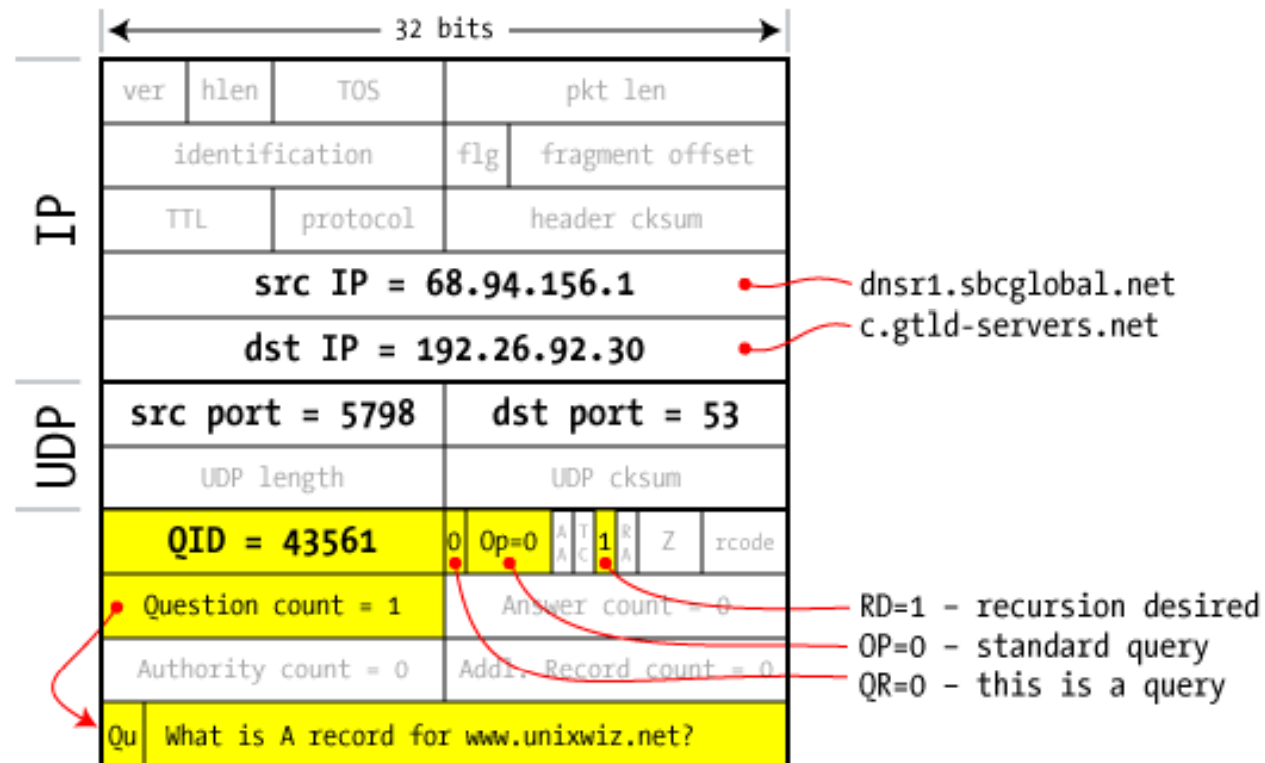 32 bits
IP
ver hlen TOS pkt len
identification flg fragment offset
TTL protocol header cksum
src IP = 68.94.156.1 dnsr1.sbcglobal.net
dst IP = 192.26.92.30 c.gtld-servers.net
UDP
src port = 5798 dst port = 53
UDP length UDP cksum
QID = 43561 0 Op=0 AA TC 1 RA Z rcode
Question count = 1 Answer count = 0 RD=1 – recursion desired
OP=0 – standard query
Authority count = 0 Addl. Record count = 0 QR=0 – this is a query
Qu What is A record for www.unixwiz.net?